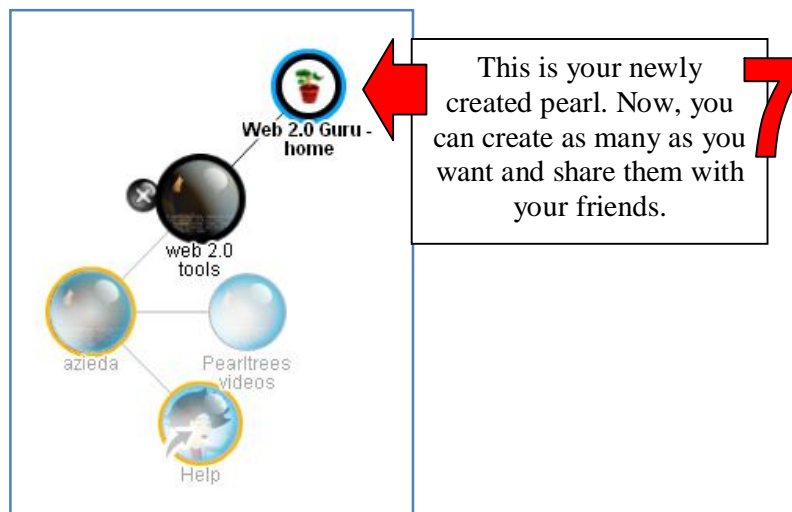 Web 2.0 Guru -
home
web 2.0
tools
azieda
Pearltrees
videos
Help
This is your newly
created pearl. Now, you
can create as many as you
want and share them with
your friends.
7